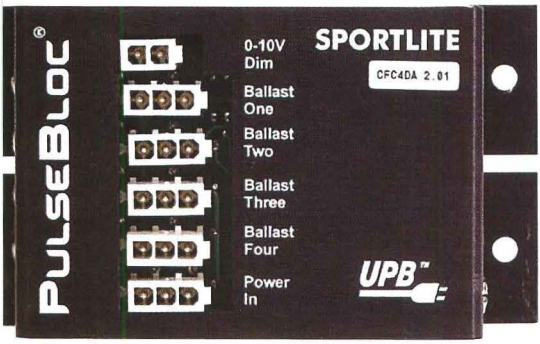 PULSEBLOC®
0-10V
Dim
Ballast
One
Ballast
Two
Ballast
Three
Ballast
Four
Power
In
SPORTLITE
CFC4DA 2.01
UPB™